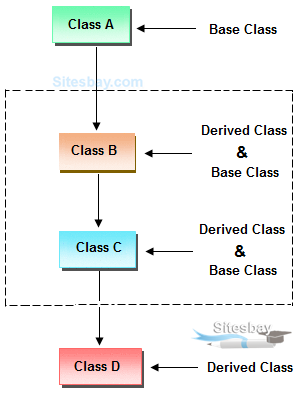 Class A
Base Class
Sitesbay.com
Derived Class
Class B
&
Base Class
Derived Class
Class C
&
Base Class
Sitesbay
Class D
Derived Class